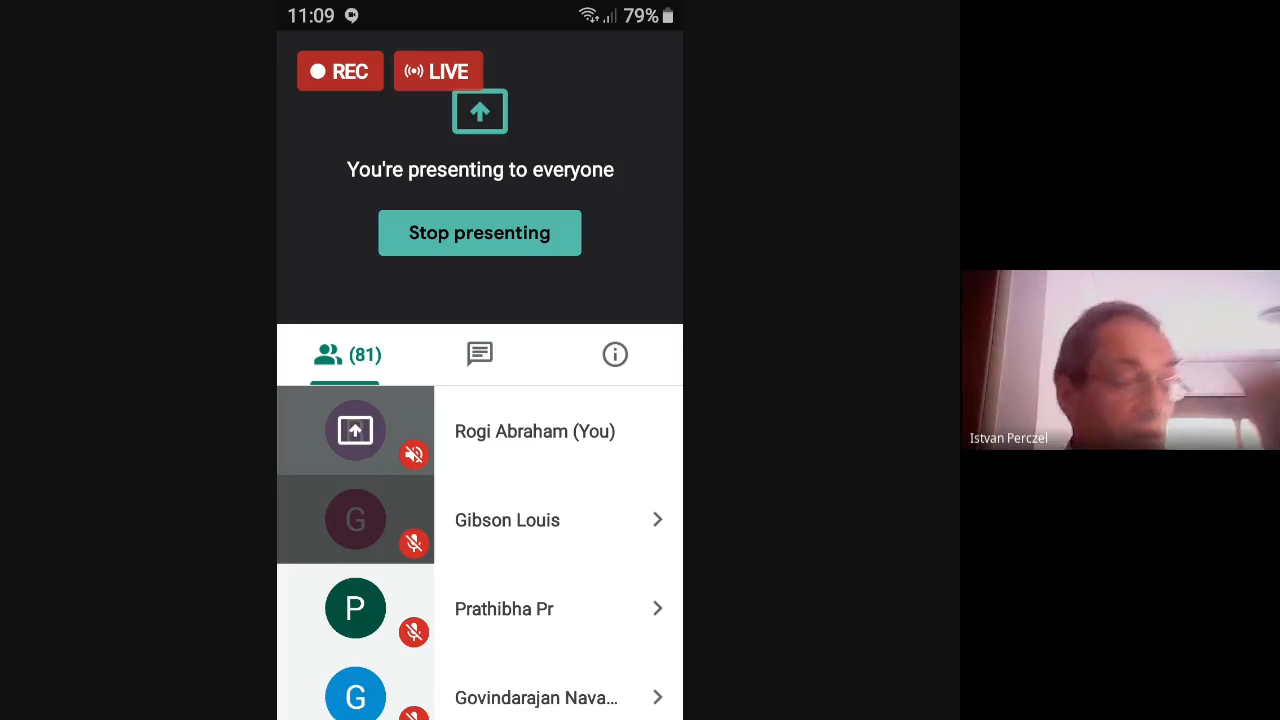 11:09
79%
REC
LIVE
You're presenting to everyone
Stop presenting
(81)
Rogi Abraham (You)
G
Gibson Louis
P
Prathibha Pr
G
Govindarajan Nava...
Istvan Perczel